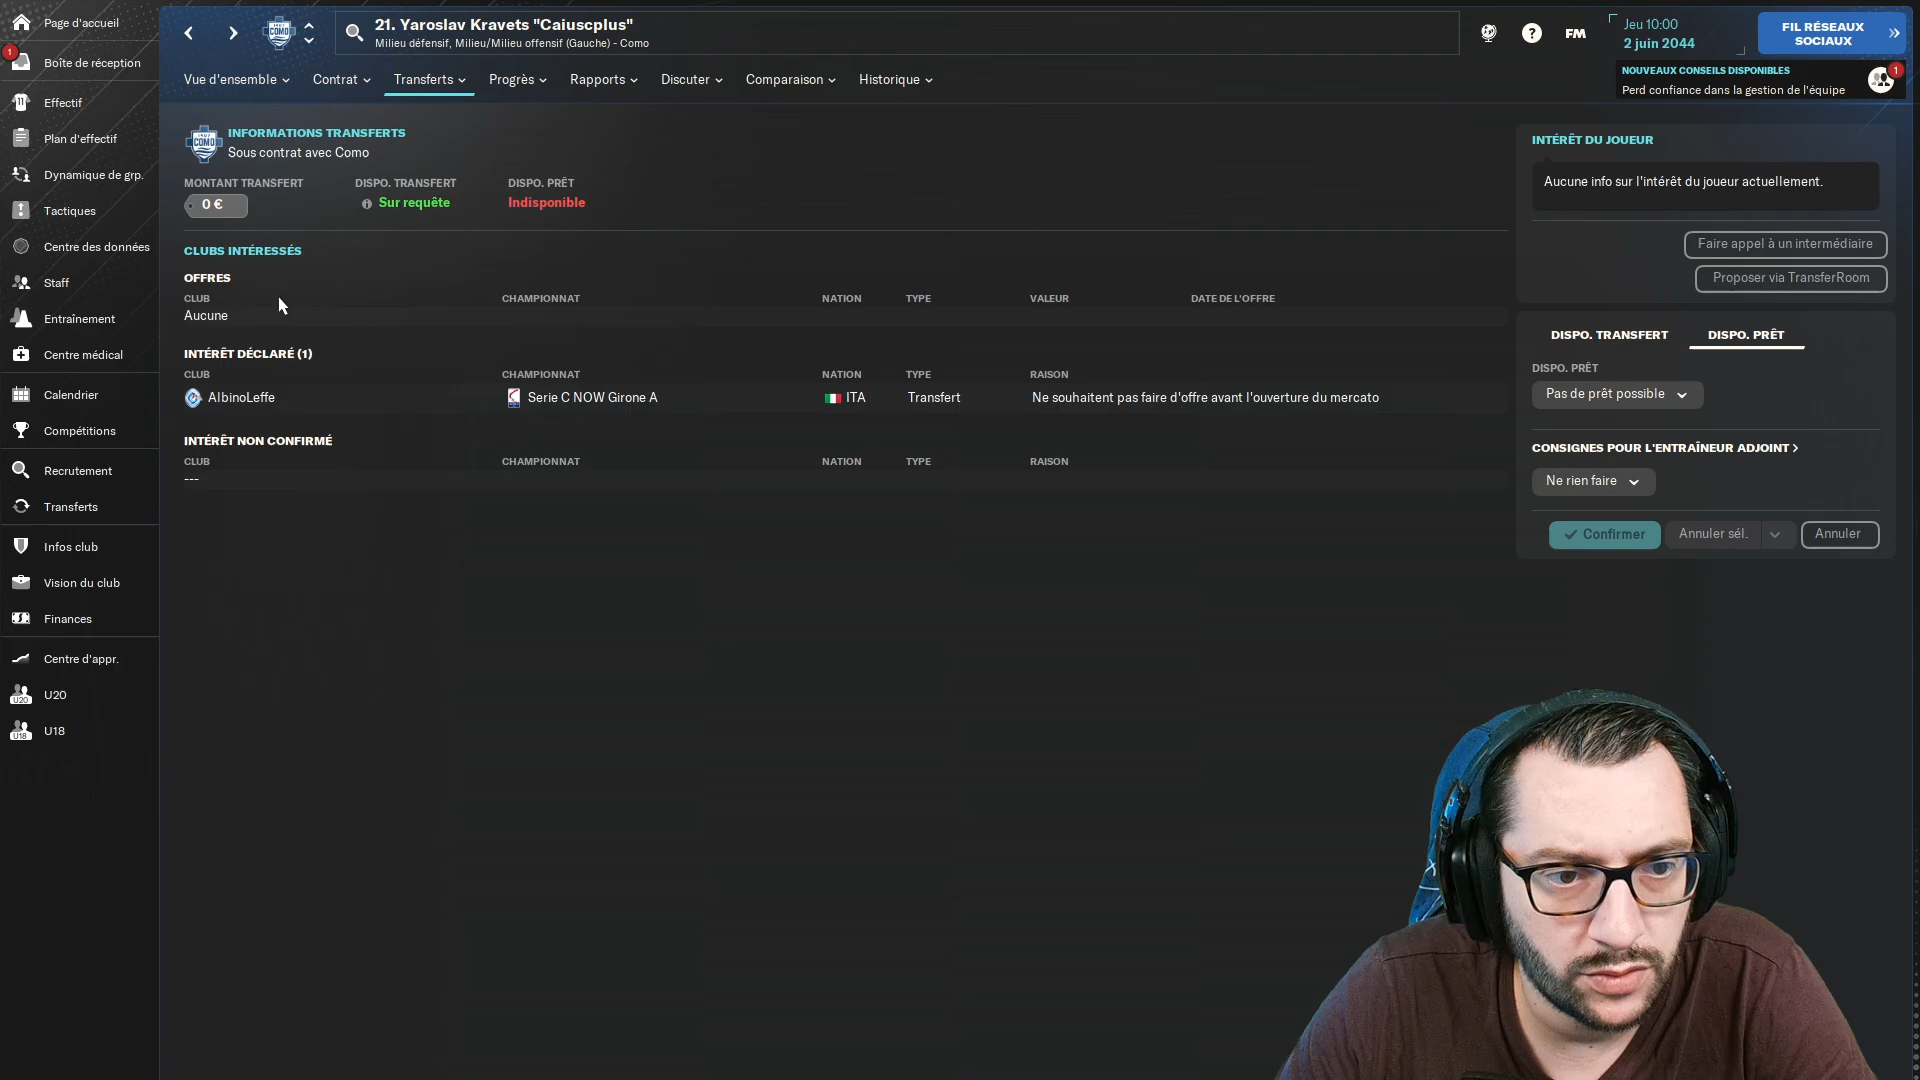 Page d'accueil
1
Boîte de réception
Effectif
Plan d'effectif
Dynamique de grp.
Tactiques
Centre des données
Staff
Entraînement
Centre médical
Calendrier
Compétitions
Recrutement
Transferts
Infos club
Vision du club
Finances
Centre d'appr.
U20
U20
U18
U18
COMO
21. Yaroslav Kravets "Caiuscplus"
Milieu défensif, Milieu/Milieu offensif (Gauche) - Como
?
FM
Jeu 10:00
2 juin 2044
FIL RÉSEAUX
SOCIAUX
NOUVEAUX CONSEILS DISPONIBLES
Perd confiance dans la gestion de l'équipe
1
Vue d'ensemble
Contrat
Transferts
Progrès
Rapports
Discuter
Comparaison
Historique
1907
COMO
INFORMATIONS TRANSFERTS
Sous contrat avec Como
MONTANT TRANSFERT
DISPO. TRANSFERT
DISPO. PRÊT
0 €
Sur requête
Indisponible
CLUBS INTÉRESSÉS
OFFRES
CLUB
CHAMPIONNAT
NATION
TYPE
VALEUR
DATE DE L'OFFRE
Aucune
INTÉRÊT DÉCLARÉ (1)
CLUB
CHAMPIONNAT
NATION
TYPE
RAISON
AlbinoLeffe
Serie C NOW Girone A
ITA
Transfert
Ne souhaitent pas faire d'offre avant l'ouverture du mercato
INTÉRÊT NON CONFIRMÉ
CLUB
CHAMPIONNAT
NATION
TYPE
RAISON
---
INTÉRÊT DU JOUEUR
Aucune info sur l'intérêt du joueur actuellement.
Faire appel à un intermédiaire
Proposer via TransferRoom
DISPO. TRANSFERT
DISPO. PRÊT
DISPO. PRÊT
Pas de prêt possible
CONSIGNES POUR L'ENTRAÎNEUR ADJOINT
Ne rien faire
Confirmer
Annuler sél.
Annuler